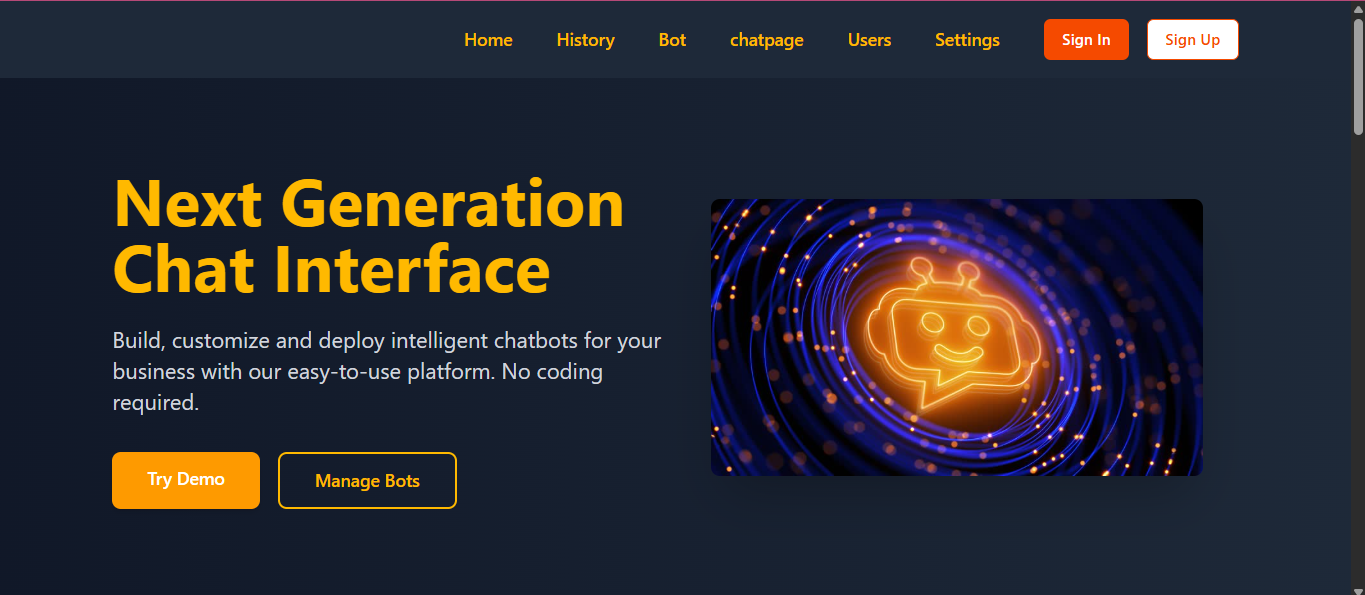 Home History Bot chatpage Users Settings Sign In Sign Up
Next Generation
Chat Interface
Build, customize and deploy intelligent chatbots for your
business with our easy-to-use platform. No coding
required.
Try Demo Manage Bots